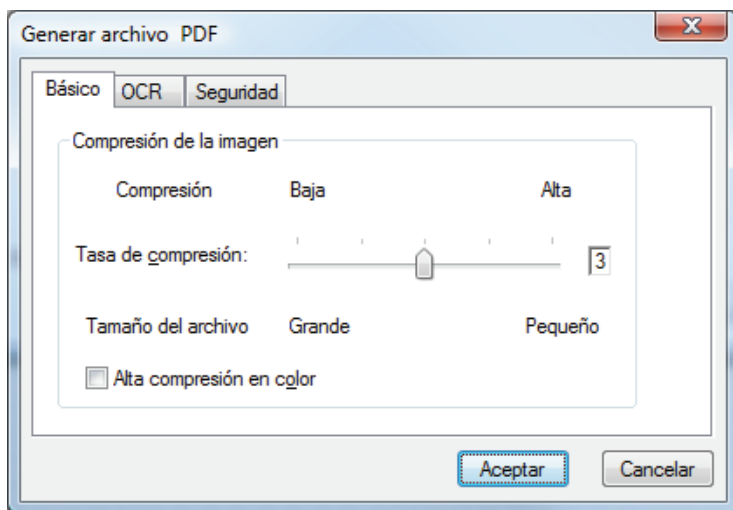 Generar archivo PDF
Básico OCR Seguridad
Compresión de la imagen
Compresión Baja Alta
Tasa de compresión: 3
Tamaño del archivo Grande Pequeño
Alta compresión en color
Aceptar Cancelar